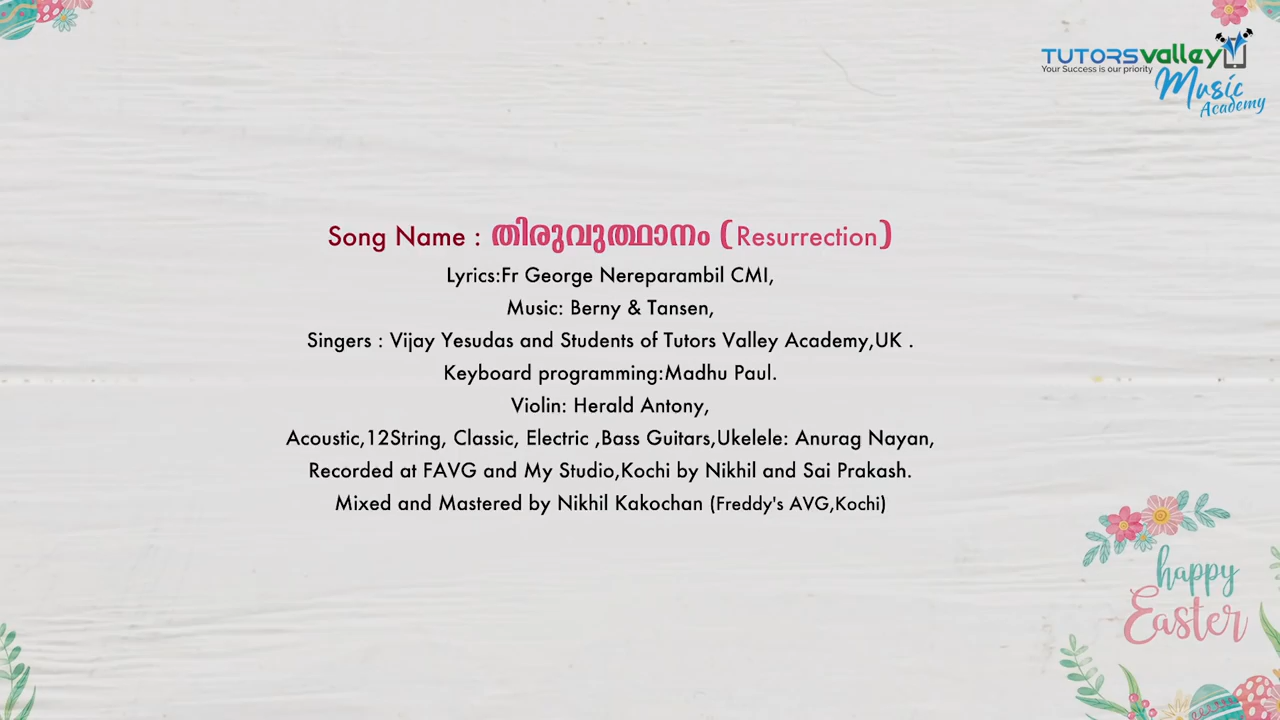 TUTORSvalley
Your Success is our priority
Music
Academy
Song Name : തിരുവുത്ഥാനം (Resurrection)
Lyrics:Fr George Nereparambil CMI,
Music: Berny & Tansen,
Singers : Vijay Yesudas and Students of Tutors Valley Academy,UK .
Keyboard programming:Madhu Paul.
Violin: Herald Antony,
Acoustic,12String, Classic, Electric ,Bass Guitars,Ukelele: Anurag Nayan,
Recorded at FAVG and My Studio,Kochi by Nikhil and Sai Prakash.
Mixed and Mastered by Nikhil Kakochan (Freddy's AVG,Kochi)
happy
Easter